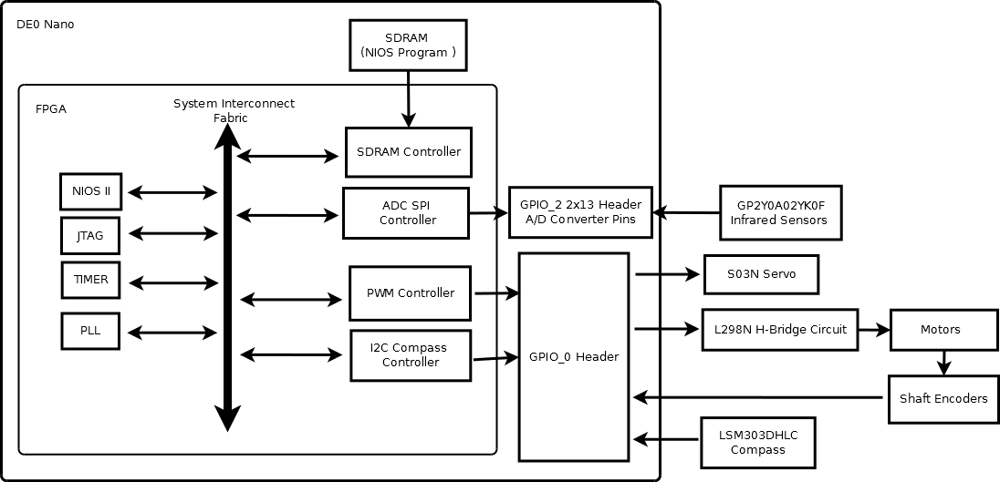 DE0 Nano
SDRAM
(NIOS Program )
FPGA
System Interconnect
Fabric
SDRAM Controller
NIOS II
ADC SPI
Controller
GPIO_2 2x13 Header
A/D Converter Pins
GP2Y0A02YK0F
Infrared Sensors
JTAG
TIMER
S03N Servo
PWM Controller
PLL
L298N H-Bridge Circuit
Motors
I2C Compass
Controller
GPIO_0 Header
Shaft Encoders
LSM303DHLC
Compass